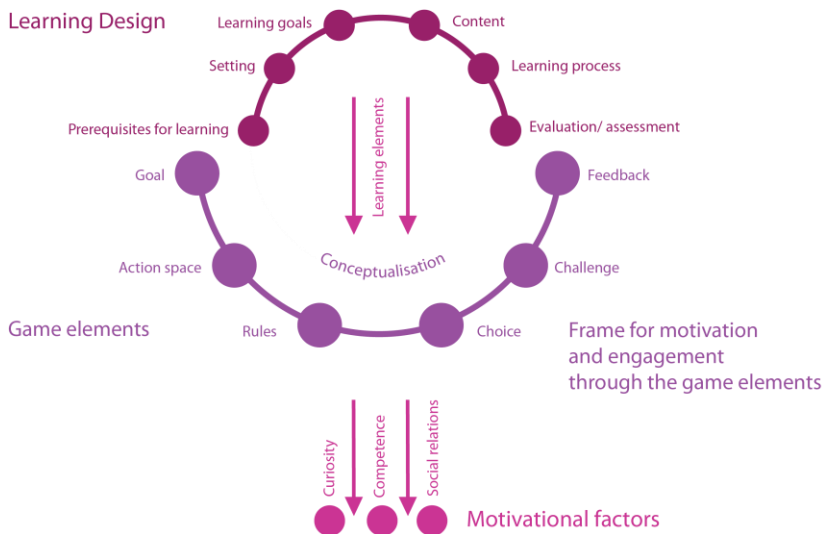 Learning Design
Learning goals
Content
Setting
Learning process
Prerequisites for learning
Evaluation/ assessment
Learning elements
Goal
Feedback
Conceptualisation
Action space
Challenge
Game elements
Rules
Choice
Frame for motivation
and engagement
through the game elements
Curiosity
Competence
Social relations
Motivational factors